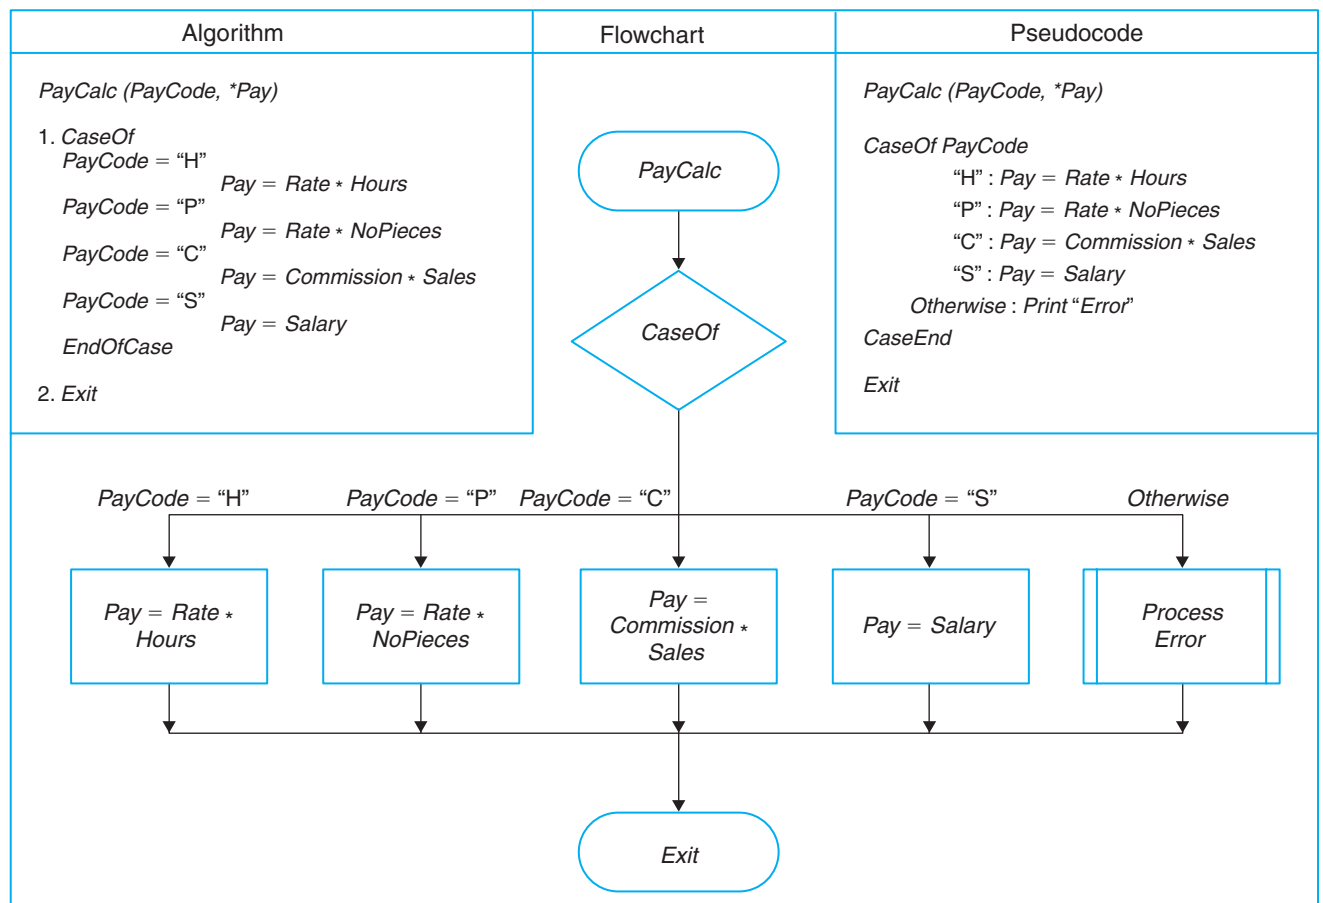 Algorithm
Flowchart
Pseudocode
PayCalc (PayCode, *Pay)
1. CaseOf
PayCode = “H”
Pay = Rate * Hours
PayCode = “P”
Pay = Rate * NoPieces
PayCode = “C”
Pay = Commission * Sales
PayCode = “S”
Pay = Salary
EndOfCase
2. Exit
PayCalc (PayCode, *Pay)
CaseOf PayCode
“H” : Pay = Rate * Hours
“P” : Pay = Rate * NoPieces
“C” : Pay = Commission * Sales
“S” : Pay = Salary
Otherwise : Print “Error”
CaseEnd
Exit
PayCalc
CaseOf
PayCode = “H”
PayCode = “P”
PayCode = “C”
PayCode = “S”
Otherwise
Pay = Rate *
Hours
Pay = Rate *
NoPieces
Pay =
Commission *
Sales
Pay = Salary
Process
Error
Exit